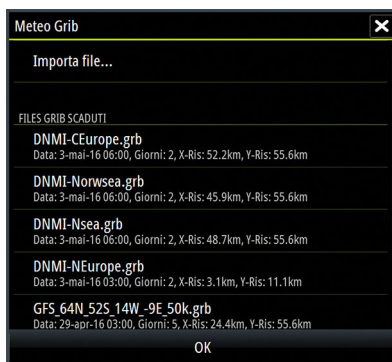 Meteo Grib
Importa file...
FILES GRIB SCADUTI
DNMI-CEurope.grb
Data: 3-mai-16 06:00, Giorni: 2, X-Ris: 52.2km, Y-Ris: 55.6km
DNMI-Norwsea.grb
Data: 3-mai-16 06:00, Giorni: 2, X-Ris: 45.9km, Y-Ris: 55.6km
DNMI-Nsea.grb
Data: 3-mai-16 06:00, Giorni: 2, X-Ris: 48.7km, Y-Ris: 55.6km
DNMI-NEurope.grb
Data: 3-mai-16 03:00, Giorni: 2, X-Ris: 3.1km, Y-Ris: 11.1km
GFS_64N_52S_14W_-9E_50k.grb
Data: 29-apr-16 03:00, Giorni: 5, X-Ris: 24.4km, Y-Ris: 55.6km
OK